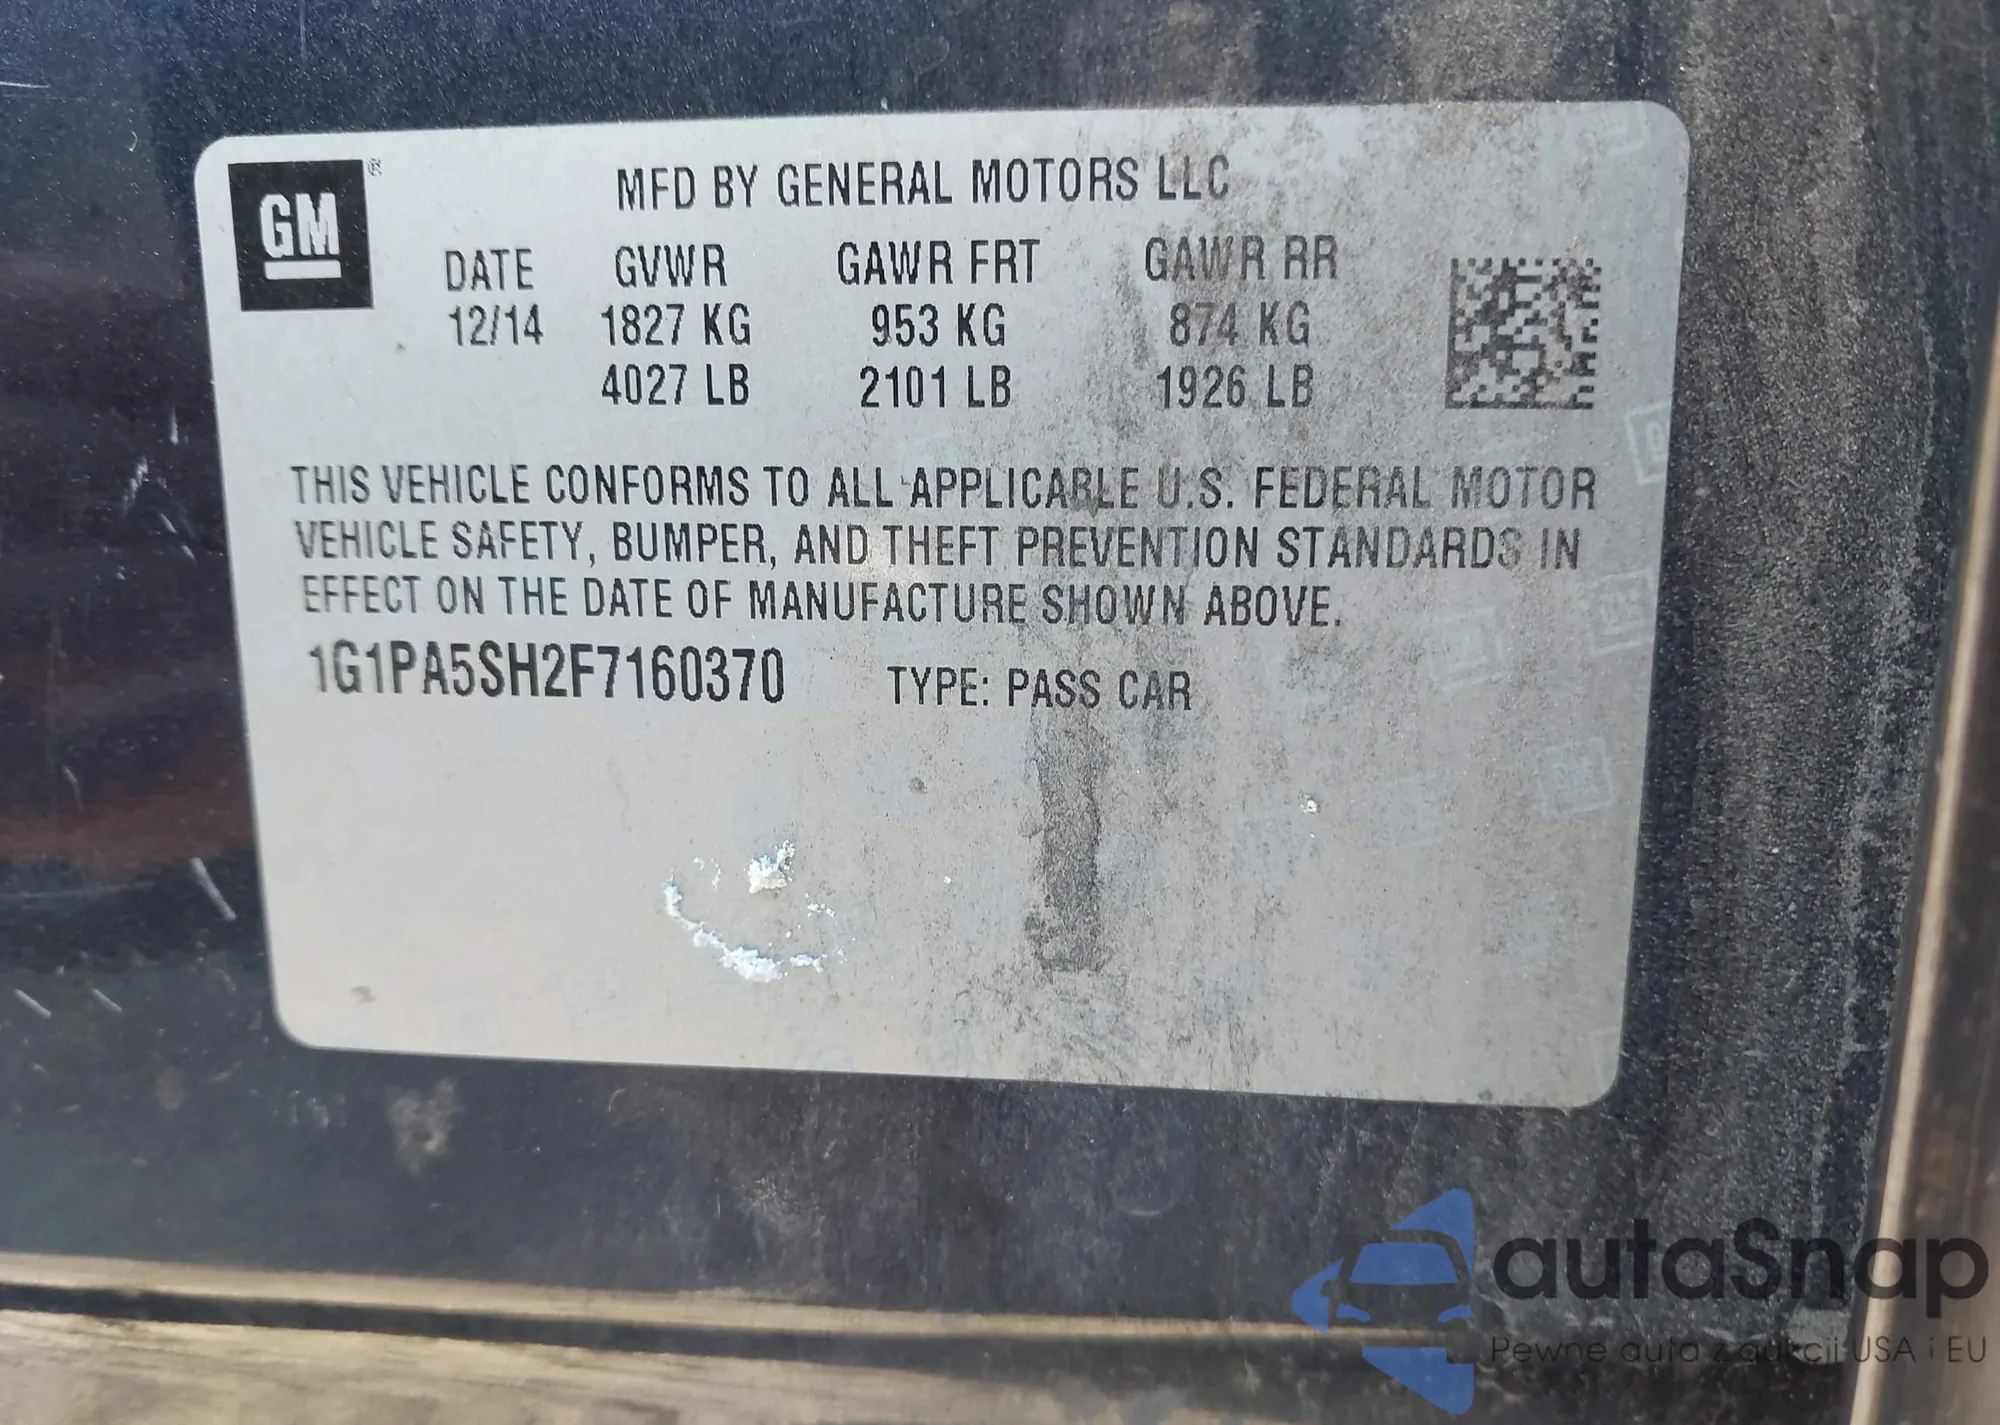 GM ®
MFD BY GENERAL MOTORS LLC
DATE GVWR GAWR FRT GAWR RR
12/14 1827 KG 953 KG 874 KG
4027 LB 2101 LB 1926 LB
THIS VEHICLE CONFORMS TO ALL APPLICABLE U.S. FEDERAL MOTOR
VEHICLE SAFETY, BUMPER, AND THEFT PREVENTION STANDARDS IN
EFFECT ON THE DATE OF MANUFACTURE SHOWN ABOVE.
1G1PA5SH2F7160370 TYPE: PASS CAR
autaSnap
Pewne auta z aukcji USA i EU